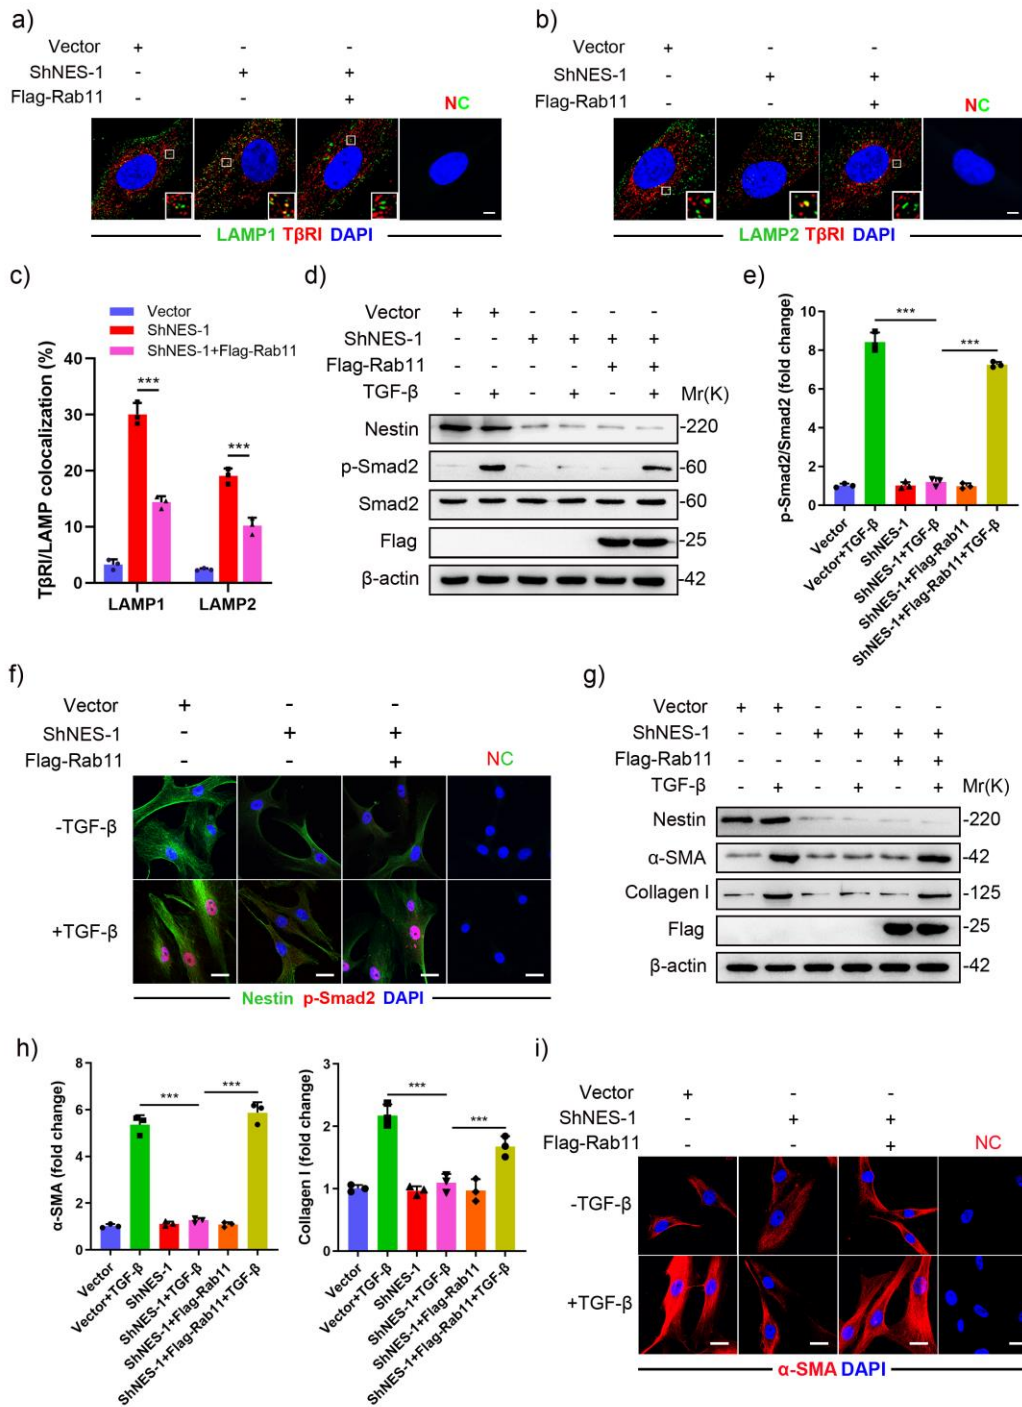 a)
Vector + - -
ShNES-1 - + +
Flag-Rab11 - - + NC
LAMP1 TβRI DAPI
b)
Vector + - -
ShNES-1 - + +
Flag-Rab11 - - + NC
LAMP2 TβRI DAPI
c)
Vector
ShNES-1
ShNES-1+Flag-Rab11
TβRI/LAMP colocalization (%)
40
30
20
10
0
***
***
LAMP1 LAMP2
d)
Vector + + - - - -
ShNES-1 - - + + + +
Flag-Rab11 - - - - + +
TGF-β - + - + - + Mr(K)
Nestin -220
p-Smad2 -60
Smad2 -60
Flag -25
β-actin -42
e)
p-Smad2/Smad2 (fold change)
10
8
6
4
2
0
***
***
Vector
Vector+TGF-β
ShNES-1
ShNES-1+TGF-β
ShNES-1+Flag-Rab11
ShNES-1+Flag-Rab11+TGF-β
f)
Vector + - -
ShNES-1 - + +
Flag-Rab11 - - + NC
-TGF-β
+TGF-β
Nestin p-Smad2 DAPI
g)
Vector + + - - - -
ShNES-1 - - + + + +
Flag-Rab11 - - - - + +
TGF-β - + - + - + Mr(K)
Nestin -220
α-SMA -42
Collagen I -125
Flag -25
β-actin -42
h)
α-SMA (fold change)
8
6
4
2
0
***
***
Vector
Vector+TGF-β
ShNES-1
ShNES-1+TGF-β
ShNES-1+Flag-Rab11
ShNES-1+Flag-Rab11+TGF-β
Collagen I (fold change)
3
2
1
0
***
***
Vector
Vector+TGF-β
ShNES-1
ShNES-1+TGF-β
ShNES-1+Flag-Rab11
ShNES-1+Flag-Rab11+TGF-β
i)
Vector + - -
ShNES-1 - + +
Flag-Rab11 - - + NC
-TGF-β
+TGF-β
α-SMA DAPI